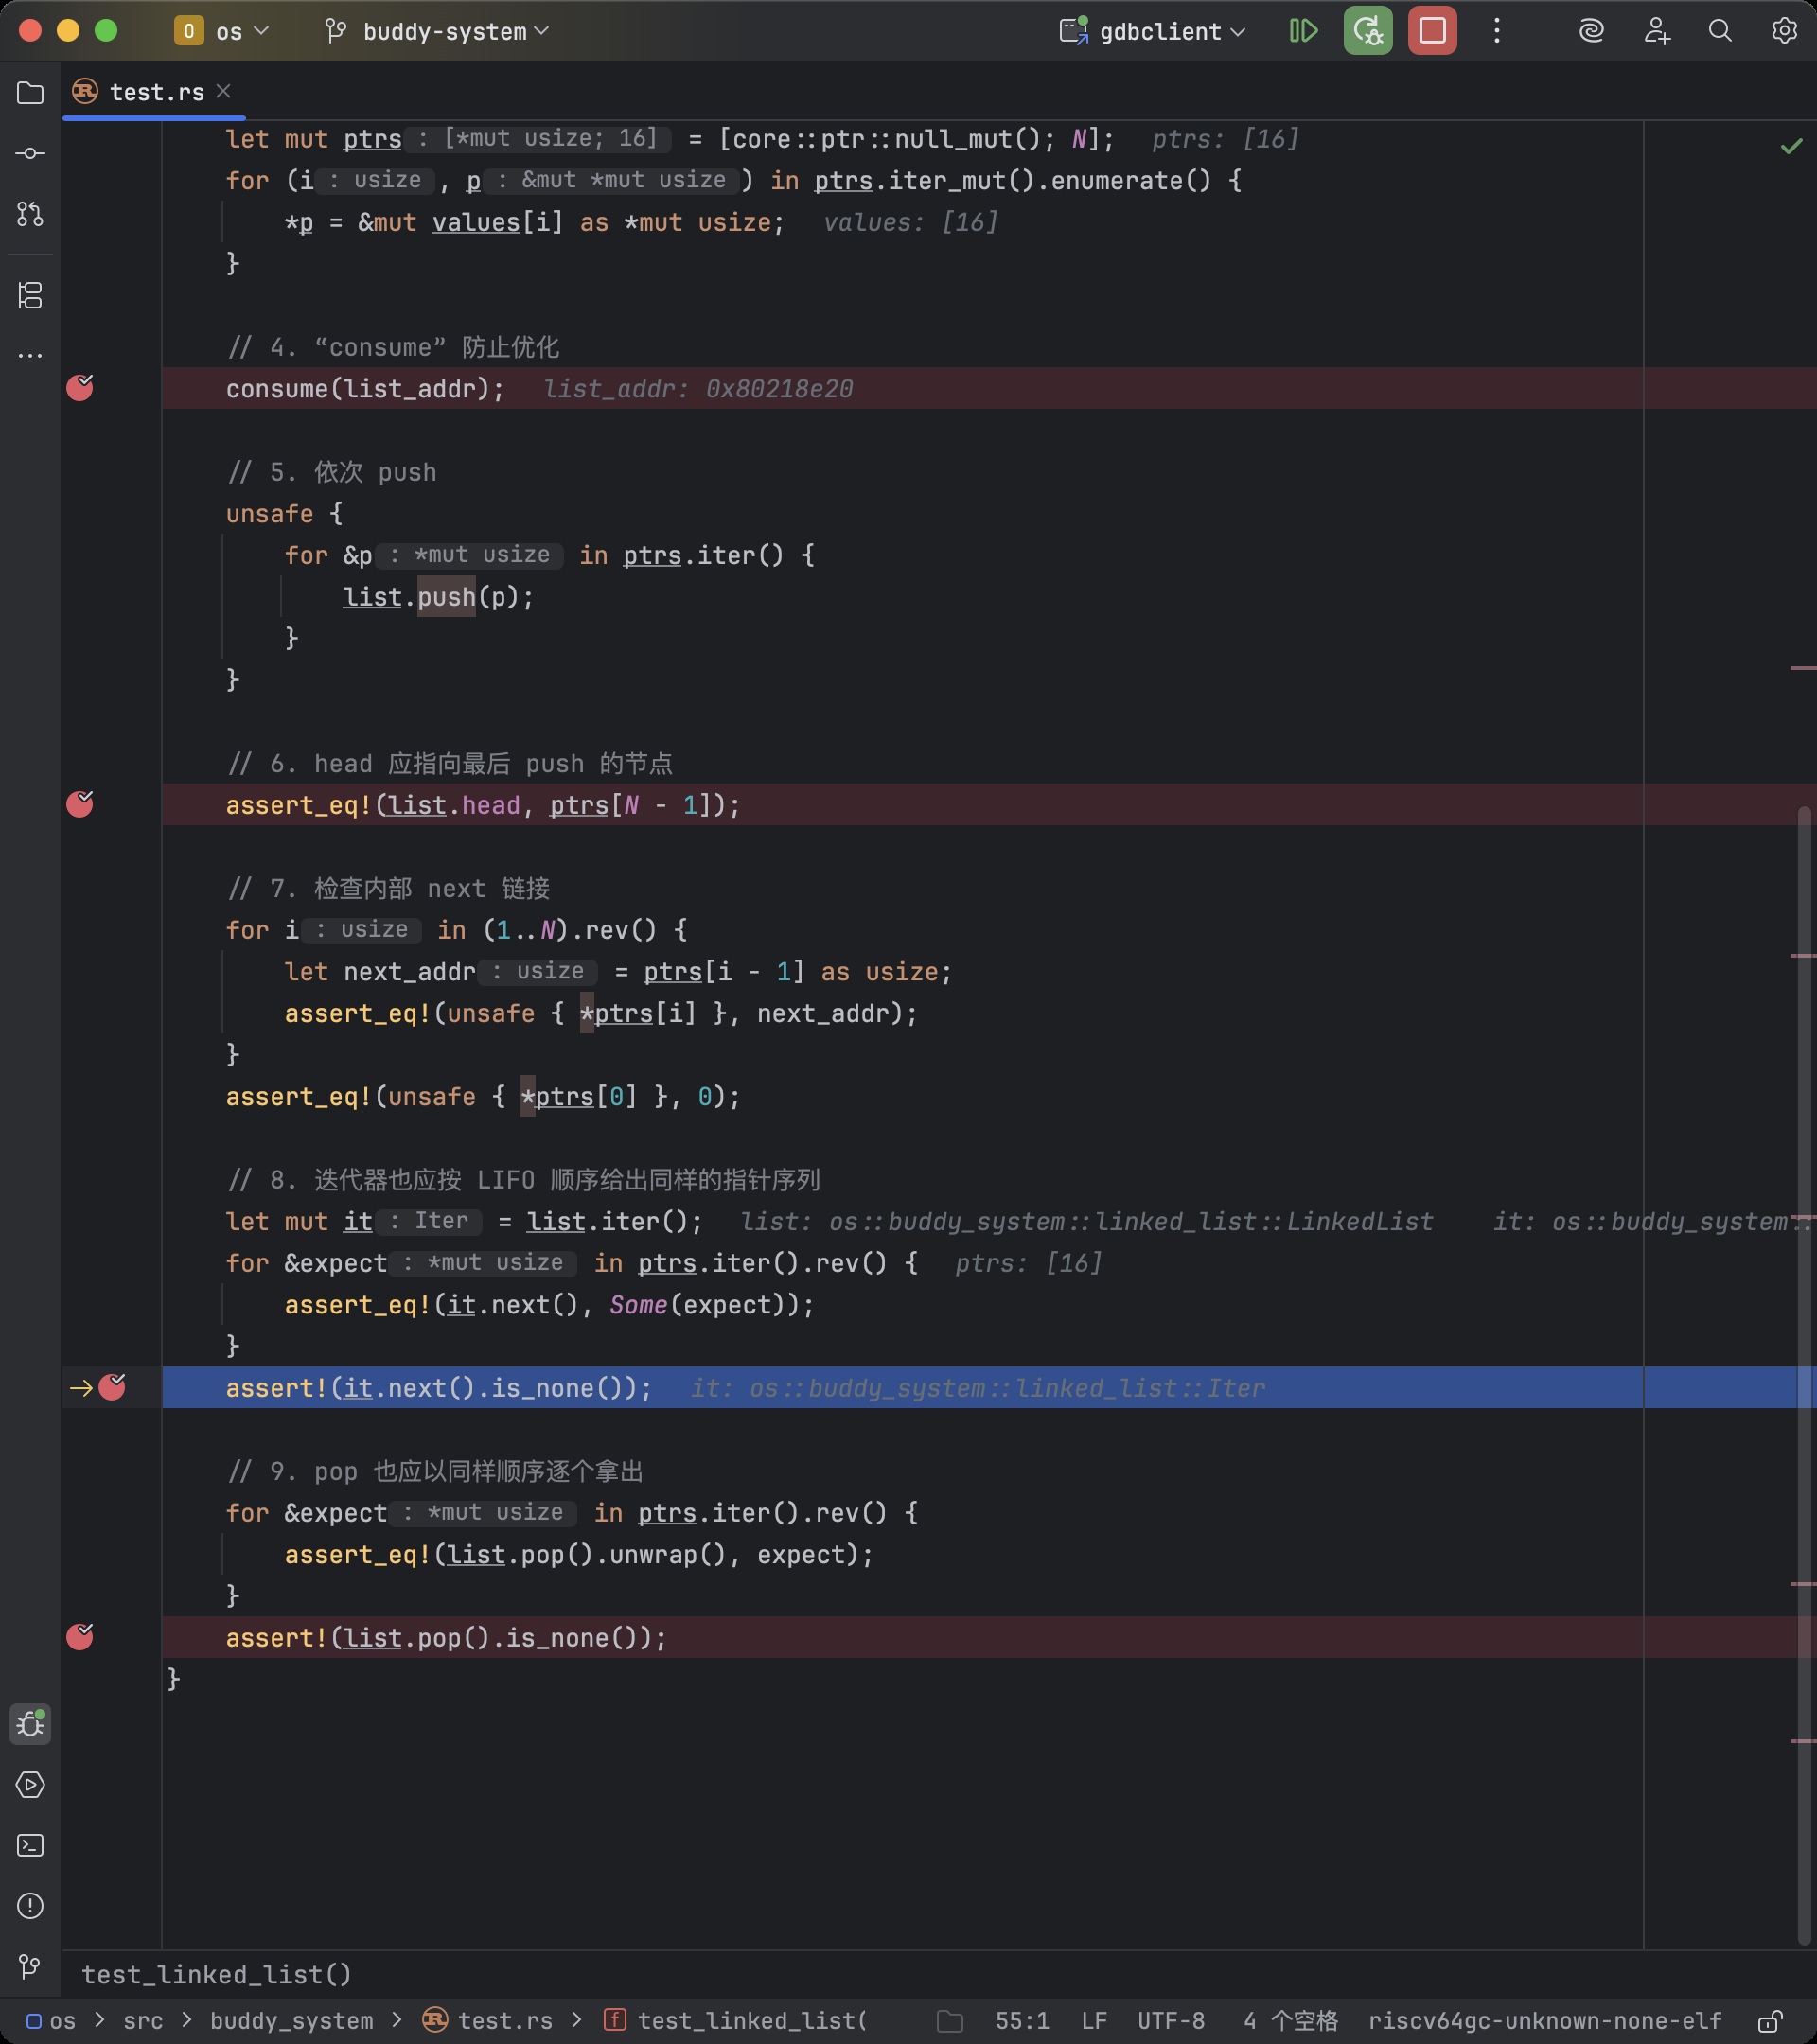 O os buddy-system gdbclient
test.rs
let mut ptrs : [*mut usize; 16] = [core::ptr::null_mut(); N]; ptrs: [16]
for (i : usize , p : &mut *mut usize ) in ptrs.iter_mut().enumerate() {
*p = &mut values[i] as *mut usize; values: [16]
}
// 4. “consume” 防止优化
consume(list_addr); list_addr: 0x80218e20
// 5. 依次 push
unsafe {
for &p : *mut usize in ptrs.iter() {
list.push(p);
}
}
// 6. head 应指向最后 push 的节点
assert_eq!(list.head, ptrs[N - 1]);
// 7. 检查内部 next 链接
for i : usize in (1..N).rev() {
let next_addr : usize = ptrs[i - 1] as usize;
assert_eq!(unsafe { *ptrs[i] }, next_addr);
}
assert_eq!(unsafe { *ptrs[0] }, 0);
// 8. 迭代器也应按 LIFO 顺序给出同样的指针序列
let mut it : Iter = list.iter(); list: os::buddy_system::linked_list::LinkedList it: os::buddy_system::
for &expect : *mut usize in ptrs.iter().rev() { ptrs: [16]
assert_eq!(it.next(), Some(expect));
}
assert!(it.next().is_none()); it: os::buddy_system::linked_list::Iter
// 9. pop 也应以同样顺序逐个拿出
for &expect : *mut usize in ptrs.iter().rev() {
assert_eq!(list.pop().unwrap(), expect);
}
assert!(list.pop().is_none());
}
test_linked_list()
os > src > buddy_system > test.rs > f test_linked_list( 55:1 LF UTF-8 4 个空格 riscv64gc-unknown-none-elf